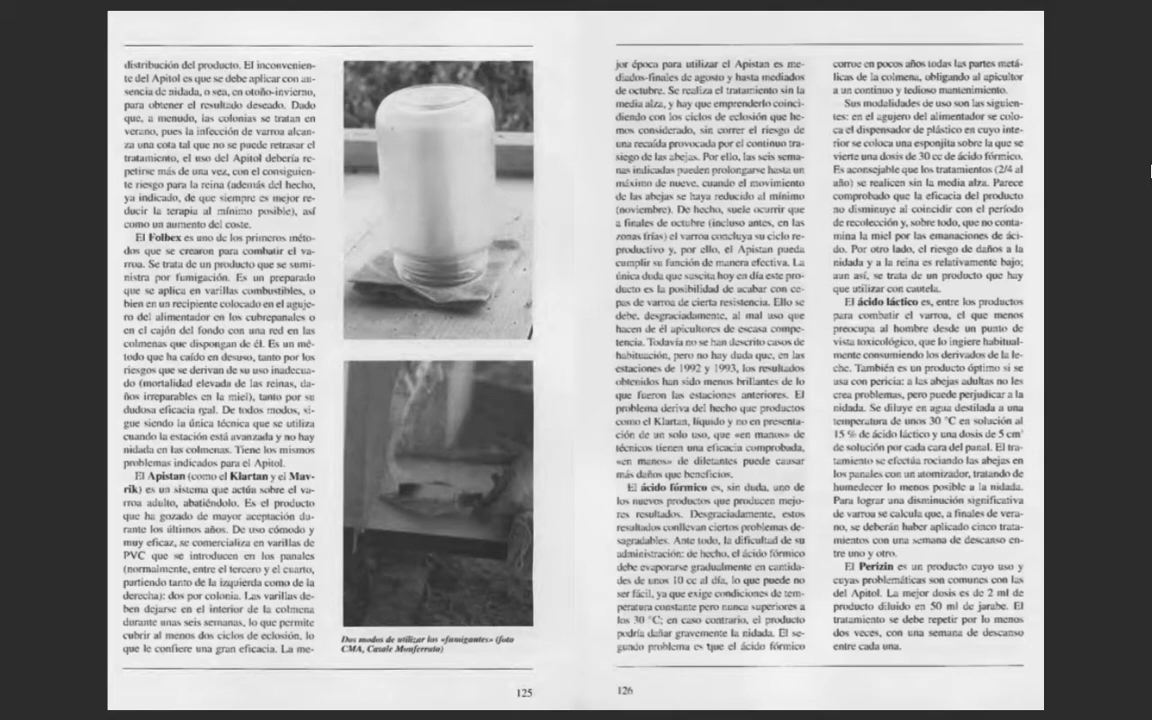 distribución del producto. El inconvenien-
te del Apitol es que se debe aplicar con au-
sencia de nidada, o sea, en otoño-invierno,
para obtener el resultado deseado. Dado
que, a menudo, las colonias se tratan en
verano, pues la infección de varroa alcan-
za una cota tal que no se puede retrasar el
tratamiento, el uso del Apitol debería re-
petirse más de una vez, con el consiguien-
te riesgo para la reina (además del hecho,
ya indicado, de que siempre es mejor re-
ducir la terapia al mínimo posible), así
como un aumento del coste.
El Folbex es uno de los primeros méto-
dos que se crearon para combatir el va-
rroa. Se trata de un producto que se sumi-
nistra por fumigación. Es un preparado
que se aplica en varillas combustibles, o
bien en un recipiente colocado en el aguje-
ro del alimentador en los cubrepanales o
en el cajón del fondo con una red en las
colmenas que dispongan de él. Es un mé-
todo que ha caído en desuso, tanto por los
riesgos que se derivan de su uso inadecua-
do (mortalidad elevada de las reinas, da-
ños irreparables en la miel), tanto por su
dudosa eficacia real. De todos modos, si-
gue siendo la única técnica que se utiliza
cuando la estación está avanzada y no hay
nidada en las colmenas. Tiene los mismos
problemas indicados para el Apitol.
El Apistan (como el Klartan y el Mav-
rik) es un sistema que actúa sobre el va-
rroa adulto, abatiéndolo. Es el producto
que ha gozado de mayor aceptación du-
rante los últimos años. De uso cómodo y
muy eficaz, se comercializa en varillas de
PVC que se introducen en los panales
(normalmente, entre el tercero y el cuarto,
partiendo tanto de la izquierda como de la
derecha): dos por colonia. Las varillas de-
ben dejarse en el interior de la colmena
durante unas seis semanas, lo que permite
cubrir al menos dos ciclos de eclosión, lo
que le confiere una gran eficacia. La me-
Dos modos de utilizar los «fumigantes» (foto
CMA, Casale Monferrato)
125
jor época para utilizar el Apistan es me-
diados-finales de agosto y hasta mediados
de octubre. Se realiza el tratamiento sin la
media alza, y hay que emprenderlo coinci-
diendo con los ciclos de eclosión que he-
mos considerado, sin correr el riesgo de
una recaída provocada por el continuo tra-
siego de las abejas. Por ello, las seis sema-
nas indicadas pueden prolongarse hasta un
máximo de nueve, cuando el movimiento
de las abejas se haya reducido al mínimo
(noviembre). De hecho, suele ocurrir que
a finales de octubre (incluso antes, en las
zonas frías) el varroa concluya su ciclo re-
productivo y, por ello, el Apistan pueda
cumplir su función de manera efectiva. La
única duda que suscita hoy en día este pro-
ducto es la posibilidad de acabar con ce-
pas de varroa de cierta resistencia. Ello se
debe, desgraciadamente, al mal uso que
hacen de él apicultores de escasa compe-
tencia. Todavía no se han descrito casos de
habituación, pero no hay duda que, en las
estaciones de 1992 y 1993, los resultados
obtenidos han sido menos brillantes de lo
que fueron las estaciones anteriores. El
problema deriva del hecho que productos
como el Klartan, líquido y no en presenta-
ción de un solo uso, que «en manos» de
técnicos tienen una eficacia comprobada,
«en manos» de diletantes puede causar
más daños que beneficios.
El ácido fórmico es, sin duda, uno de
los nuevos productos que producen mejo-
res resultados. Desgraciadamente, estos
resultados conllevan ciertos problemas de-
sagradables. Ante todo, la dificultad de su
administración: de hecho, el ácido fórmico
debe evaporarse gradualmente en cantida-
des de unos 10 cc al día, lo que puede no
ser fácil, ya que exige condiciones de tem-
peratura constante pero nunca superiores a
los 30 °C; en caso contrario, el producto
podría dañar gravemente la nidada. El se-
gundo problema es que el ácido fórmico
126
corroe en pocos años todas las partes metá-
licas de la colmena, obligando al apicultor
a un continuo y tedioso mantenimiento.
Sus modalidades de uso son las siguien-
tes: en el agujero del alimentador se colo-
ca el dispensador de plástico en cuyo inte-
rior se coloca una esponjita sobre la que se
vierte una dosis de 30 cc de ácido fórmico.
Es aconsejable que los tratamientos (2/4 al
año) se realicen sin la media alza. Parece
comprobado que la eficacia del producto
no disminuye al coincidir con el período
de recolección y, sobre todo, que no conta-
mina la miel por las emanaciones de áci-
do. Por otro lado, el riesgo de daños a la
nidada y a la reina es relativamente bajo;
aun así, se trata de un producto que hay
que utilizar con cautela.
El ácido láctico es, entre los productos
para combatir el varroa, el que menos
preocupa al hombre desde un punto de
vista toxicológico, que lo ingiere habitual-
mente consumiendo los derivados de la le-
che. También es un producto óptimo si se
usa con pericia: a las abejas adultas no les
crea problemas, pero puede perjudicar a la
nidada. Se diluye en agua destilada a una
temperatura de unos 30 °C en solución al
15 % de ácido láctico y una dosis de 5 cm³
de solución por cada cara del panal. El tra-
tamiento se efectúa rociando las abejas en
los panales con un atomizador, tratando de
humedecer lo menos posible a la nidada.
Para lograr una disminución significativa
de varroa se calcula que, a finales de vera-
no, se deberán haber aplicado cinco trata-
mientos con una semana de descanso en-
tre uno y otro.
El Perizin es un producto cuyo uso y
cuyas problemáticas son comunes con las
del Apitol. La mejor dosis es de 2 ml de
producto diluido en 50 ml de jarabe. El
tratamiento se debe repetir por lo menos
dos veces, con una semana de descanso
entre cada una.